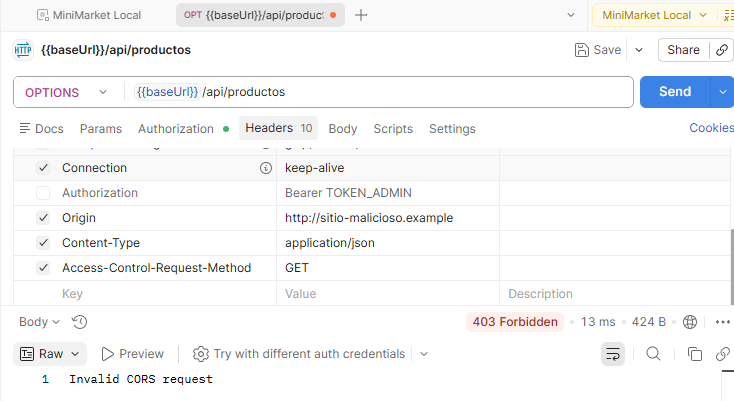 MiniMarket Local
OPT {{baseUrl}}/api/product
MiniMarket Local
HTTP {{baseUrl}}/api/productos
Save
Share
OPTIONS
{{baseUrl}} /api/productos
Send
Docs Params Authorization Headers 10 Body Scripts Settings
Cookies
Connection keep-alive
Authorization Bearer TOKEN_ADMIN
Origin http://sitio-malicioso.example
Content-Type application/json
Access-Control-Request-Method GET
Key Value Description
Body 403 Forbidden • 13 ms • 424 B
Raw Preview Try with different auth credentials
1 Invalid CORS request